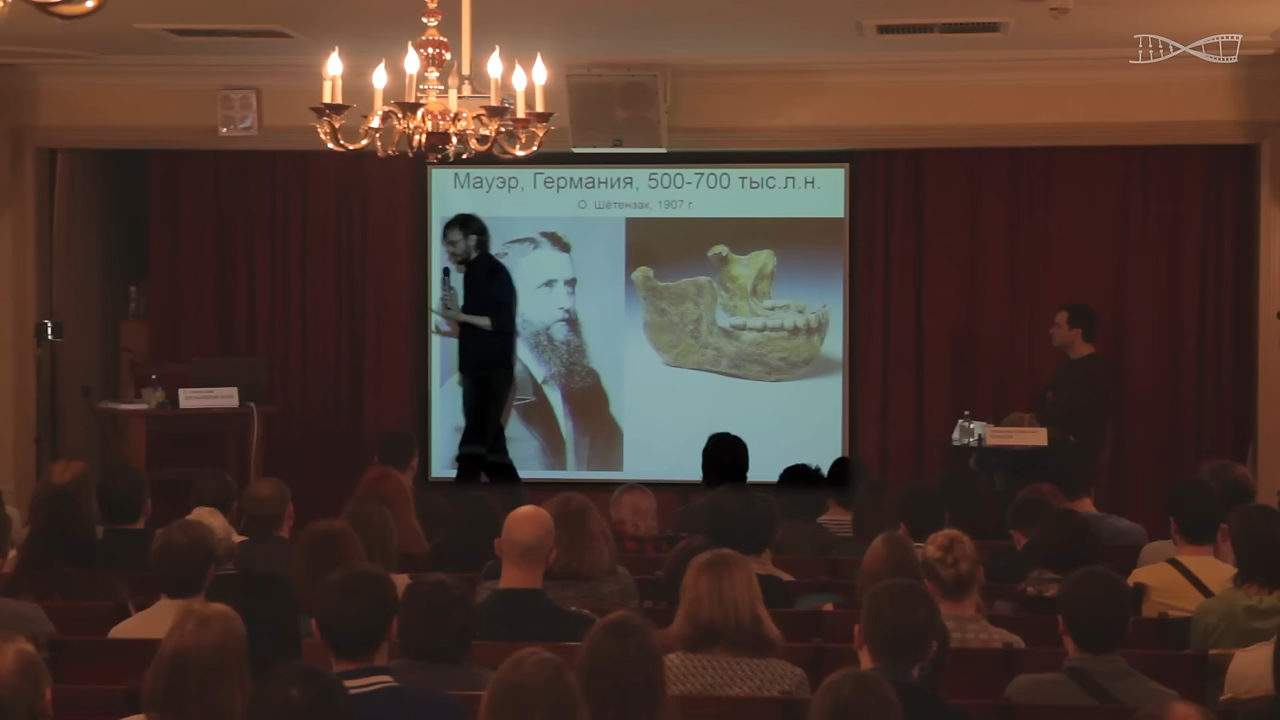 Мауэр, Германия, 500-700 тыс.л.н.
О. Шётензак, 1907 г.